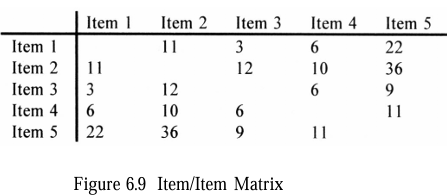 Item 1 Item 2 Item 3 Item 4 Item 5
Item 1 11 3 6 22
Item 2 11 12 10 36
Item 3 3 12 6 9
Item 4 6 10 6 11
Item 5 22 36 9 11
Figure 6.9 Item/Item Matrix